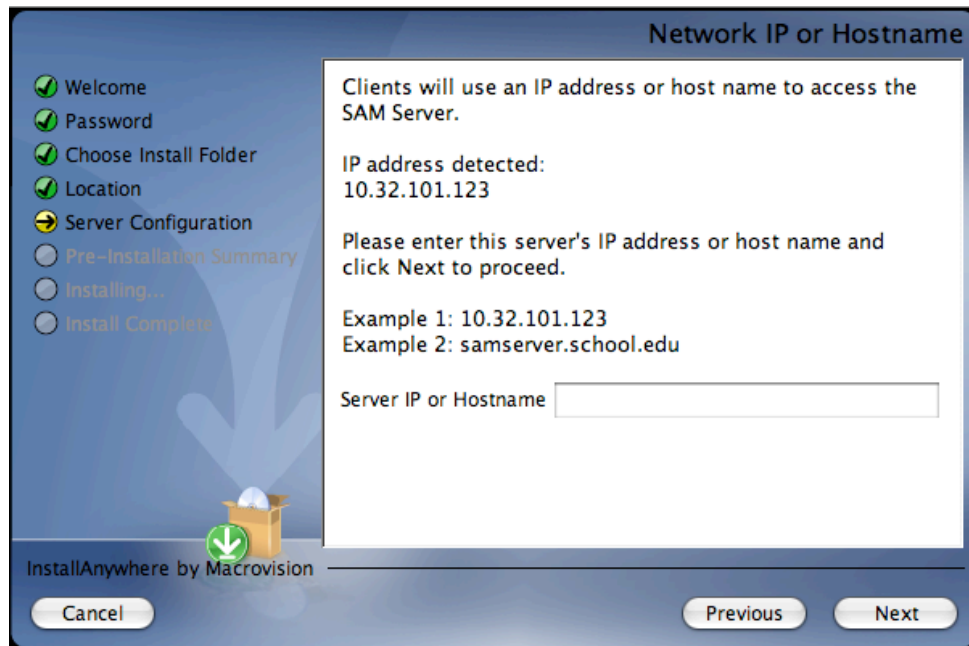 Network IP or Hostname
Welcome
Password
Choose Install Folder
Location
Server Configuration
Pre-Installation Summary
Installing...
Install Complete
Clients will use an IP address or host name to access the
SAM Server.
IP address detected:
10.32.101.123
Please enter this server's IP address or host name and
click Next to proceed.
Example 1: 10.32.101.123
Example 2: samserver.school.edu
Server IP or Hostname
InstallAnywhere by Macrovision
Cancel
Previous
Next